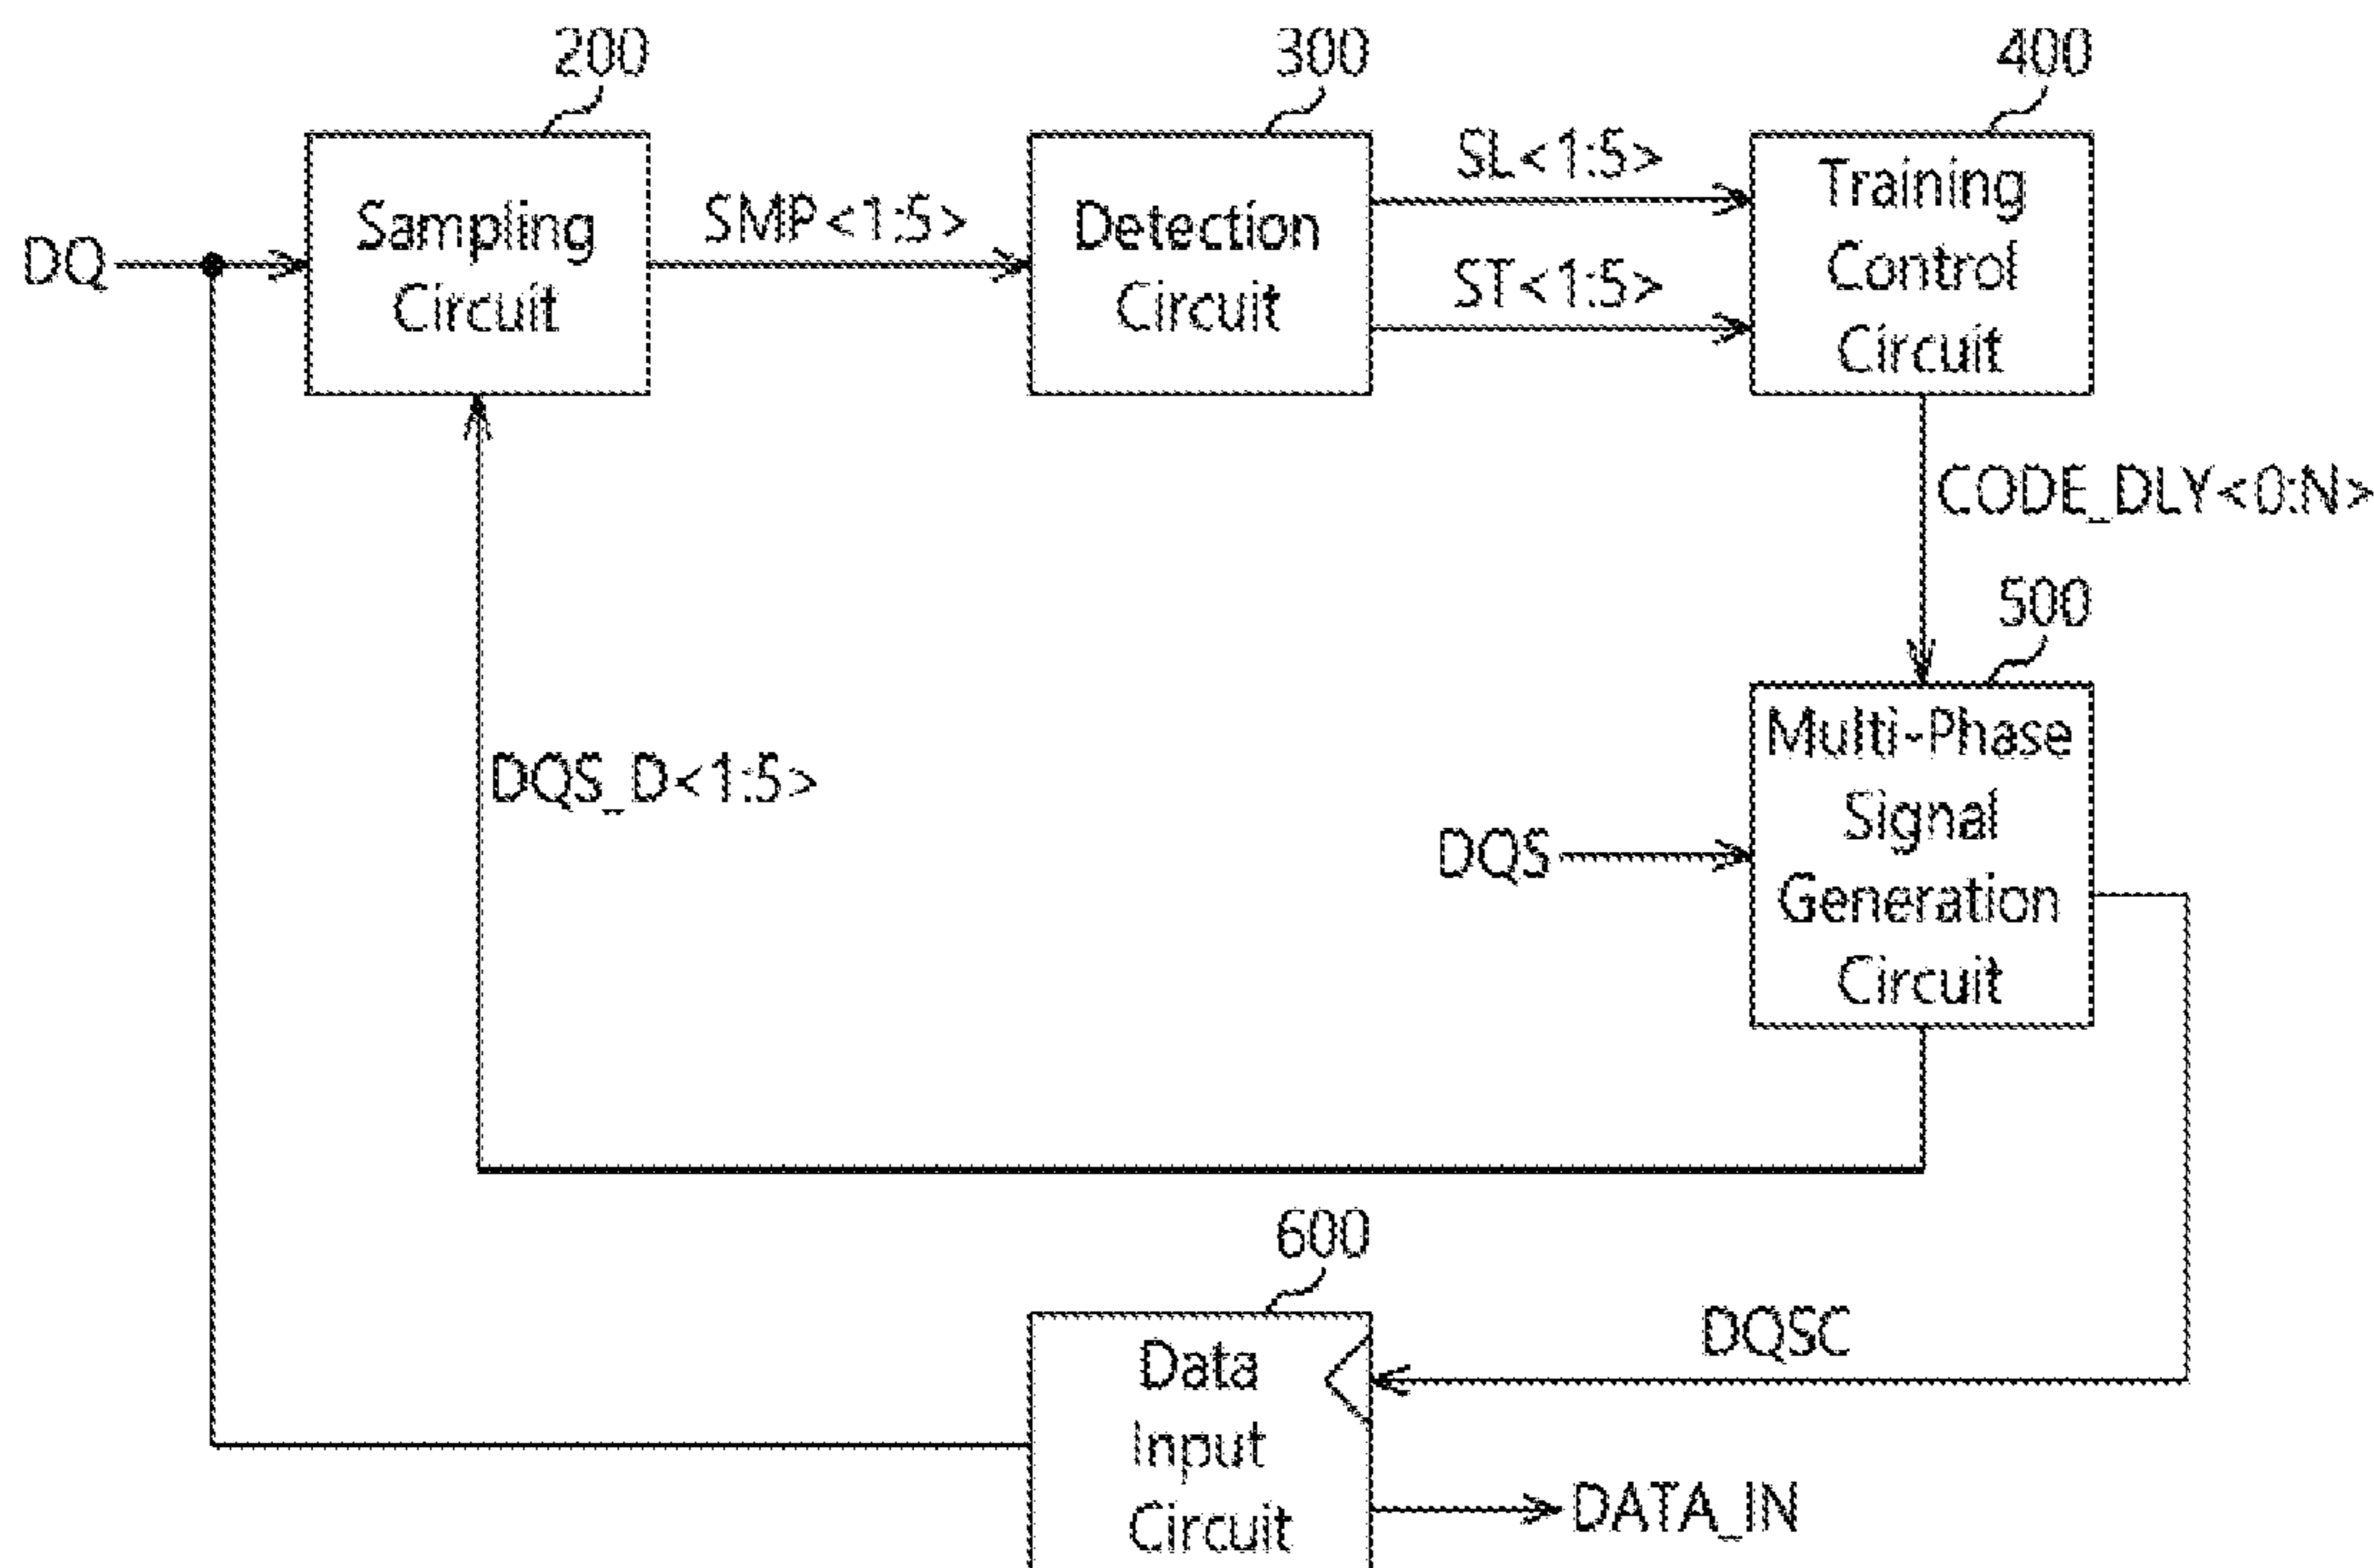 200
300
400
DQ
Sampling
Circuit
SMP<1:5>
Detection
Circuit
SL<1:5>
ST<1:5>
Training
Control
Circuit
CODE_DLY<0:N>
500
DQS_D<1:5>
DQS
Multi-Phase
Signal
Generation
Circuit
600
Data
Input
Circuit
DQSC
DATA_IN